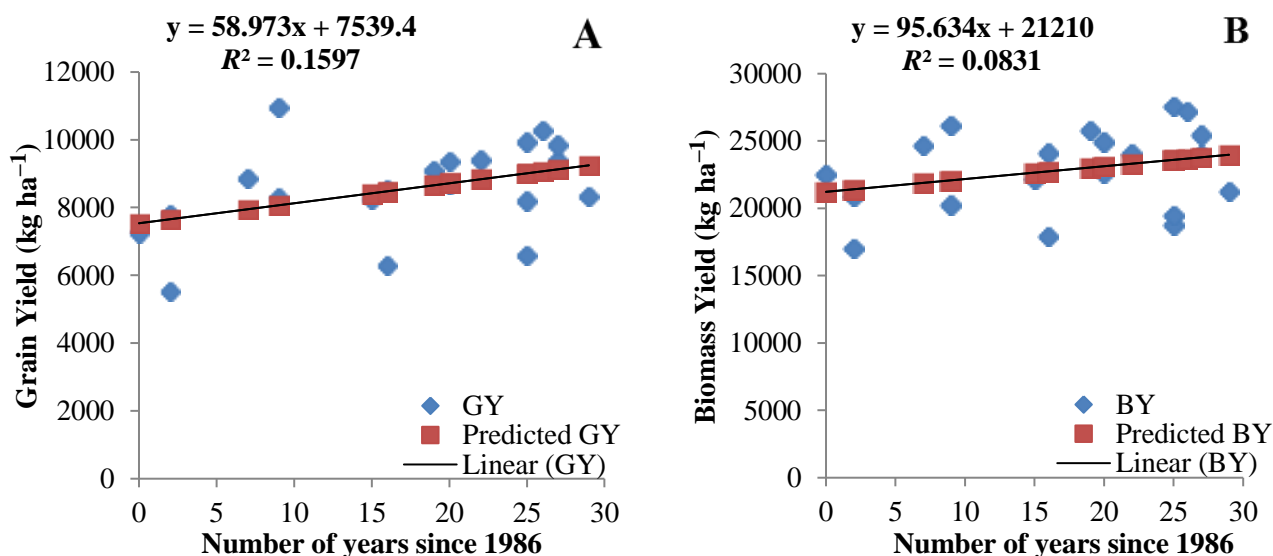 y = 58.973x + 7539.4
R² = 0.1597
A
12000
10000
8000
6000
4000
2000
0
Grain Yield (kg ha⁻¹)
GY
Predicted GY
Linear (GY)
0 5 10 15 20 25 30
Number of years since 1986
y = 95.634x + 21210
R² = 0.0831
B
30000
25000
20000
15000
10000
5000
0
Biomass Yield (kg ha⁻¹)
BY
Predicted BY
Linear (BY)
0 5 10 15 20 25 30
Number of years since 1986